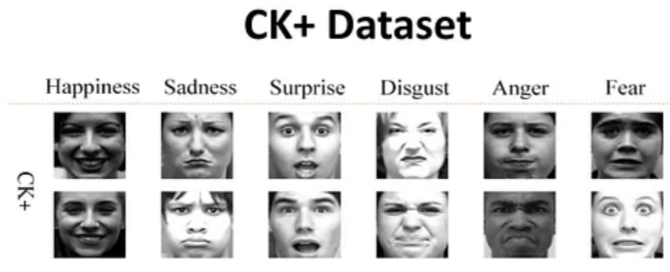 CK+ Dataset
Happiness Sadness Surprise Disgust Anger Fear
CK+